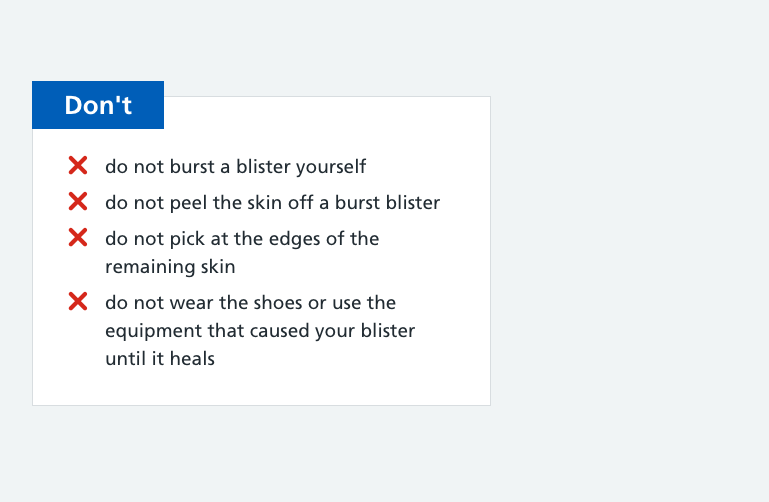 Don't
do not burst a blister yourself
do not peel the skin off a burst blister
do not pick at the edges of the
remaining skin
do not wear the shoes or use the
equipment that caused your blister
until it heals